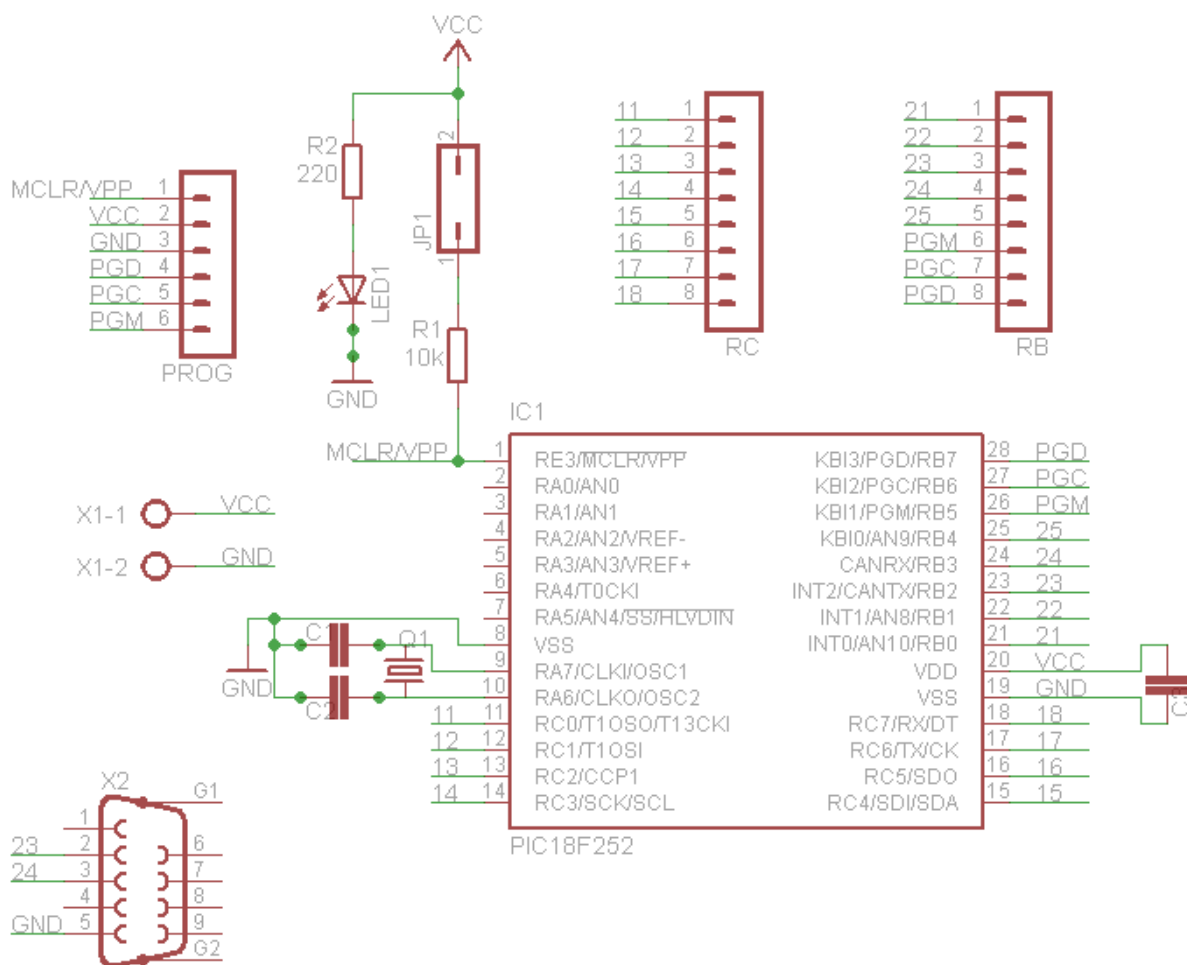 VCC
R2
220
2
JP1
1
LED1
GND
R1
10k
MCLR/VPP
MCLR/VPP 1
VCC 2
GND 3
PGD 4
PGC 5
PGM 6
PROG
11 1
12 2
13 3
14 4
15 5
16 6
17 7
18 8
RC
21 1
22 2
23 3
24 4
25 5
PGM 6
PGC 7
PGD 8
RB
X1-1 VCC
X1-2 GND
IC1
1 RE3/MCLR/VPP KBI3/PGD/RB7 28 PGD
2 RA0/AN0 KBI2/PGC/RB6 27 PGC
3 RA1/AN1 KBI1/PGM/RB5 26 PGM
4 RA2/AN2/VREF- KBI0/AN9/RB4 25 25
5 RA3/AN3/VREF+ CANRX/RB3 24 24
6 RA4/T0CKI INT2/CANTX/RB2 23 23
7 RA5/AN4/SS/HLVDIN INT1/AN8/RB1 22 22
8 VSS INT0/AN10/RB0 21 21
9 RA7/CLKI/OSC1 VDD 20 VCC
10 RA6/CLKO/OSC2 VSS 19 GND
11 11 RC0/T1OSO/T13CKI RC7/RX/DT 18 18
12 12 RC1/T1OSI RC6/TX/CK 17 17
13 13 RC2/CCP1 RC5/SDO 16 16
14 14 RC3/SCK/SCL RC4/SDI/SDA 15 15
PIC18F252
C1
Q1
GND
C2
C3
X2
G1
1
23 2 6
24 3 7
4 8
GND 5 9
G2